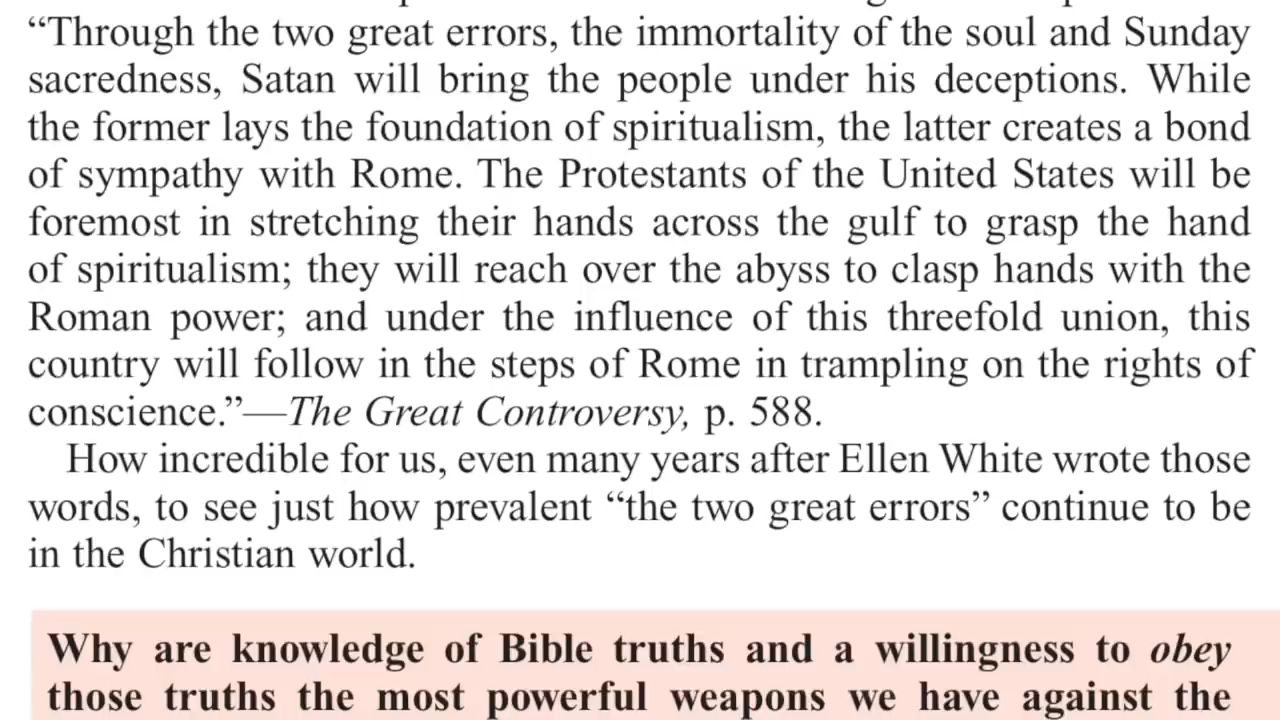 “Through the two great errors, the immortality of the soul and Sunday
sacredness, Satan will bring the people under his deceptions. While
the former lays the foundation of spiritualism, the latter creates a bond
of sympathy with Rome. The Protestants of the United States will be
foremost in stretching their hands across the gulf to grasp the hand
of spiritualism; they will reach over the abyss to clasp hands with the
Roman power; and under the influence of this threefold union, this
country will follow in the steps of Rome in trampling on the rights of
conscience.”—The Great Controversy, p. 588.
How incredible for us, even many years after Ellen White wrote those
words, to see just how prevalent “the two great errors” continue to be
in the Christian world.
Why are knowledge of Bible truths and a willingness to obey
those truths the most powerful weapons we have against the